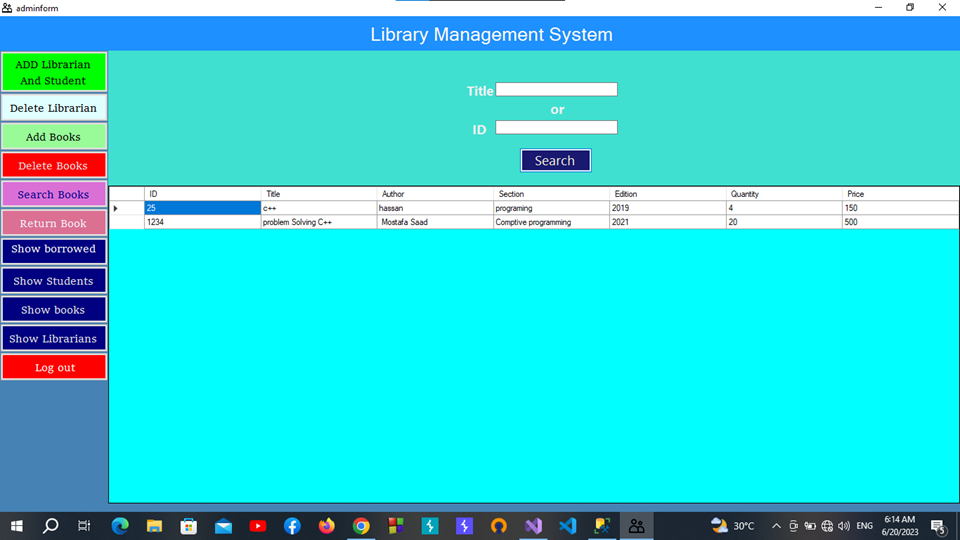 adminform
Library Management System
ADD Librarian
And Student
Delete Librarian
Add Books
Delete Books
Search Books
Return Book
Show borrowed
Show Students
Show books
Show Librarians
Log out
Title
or
ID
Search
ID Title Author Section Edition Quantity Price
25 c++ hassan programing 2019 4 150
1234 problem Solving C++ Mostafa Saad Comptive programming 2021 20 500
30°C ENG 6:14 AM
6/20/2023
5